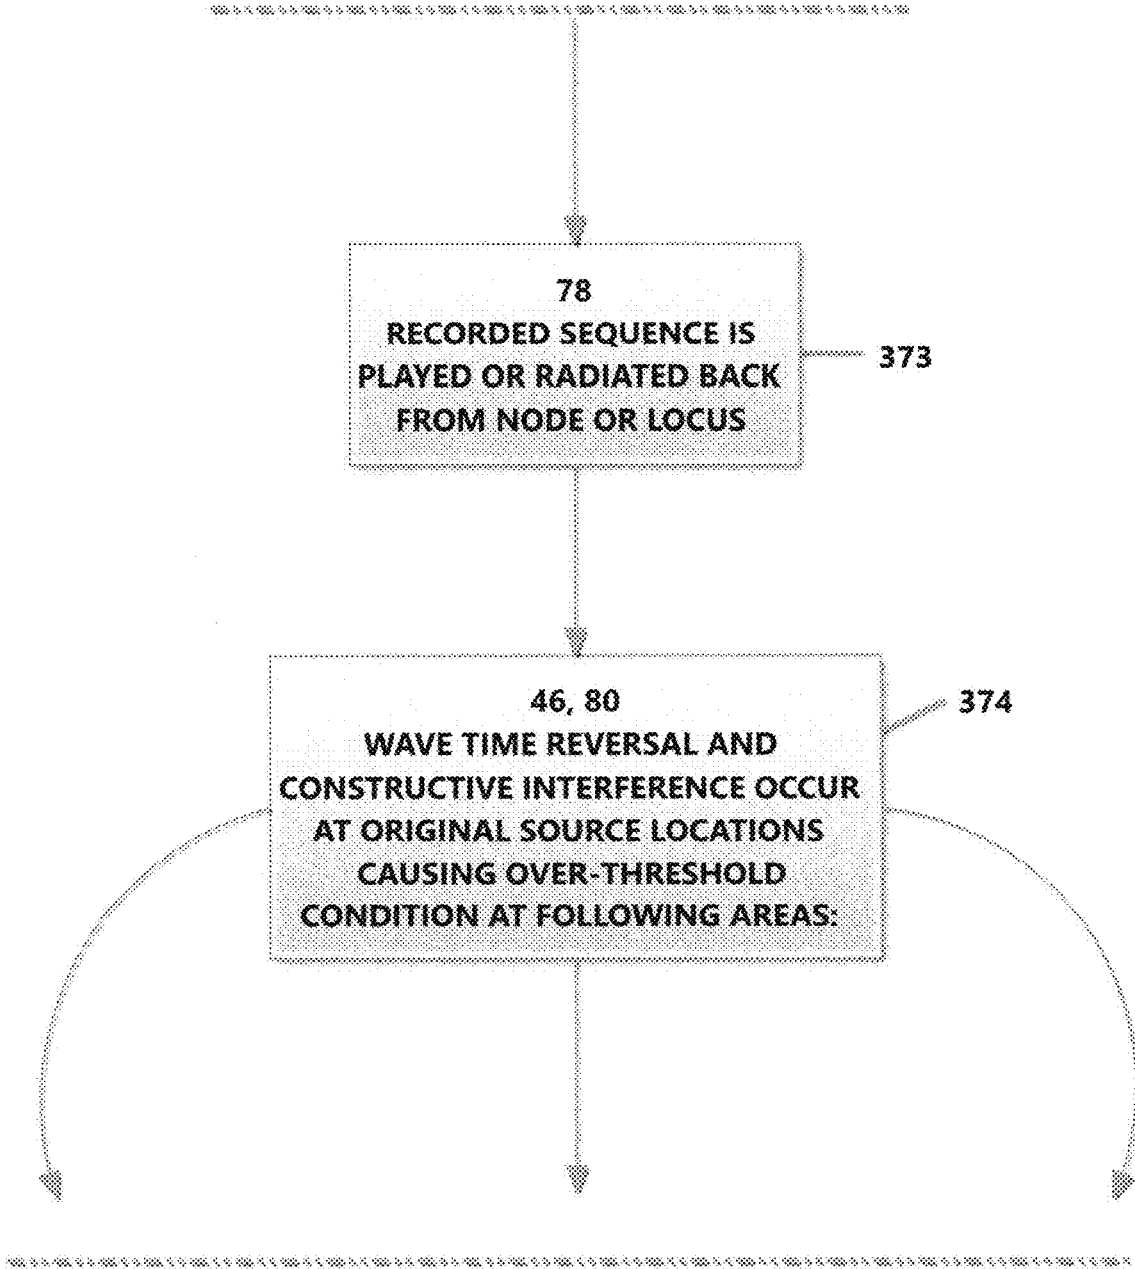 78
RECORDED SEQUENCE IS
PLAYED OR RADIATED BACK
FROM NODE OR LOCUS
373
46, 80
WAVE TIME REVERSAL AND
CONSTRUCTIVE INTERFERENCE OCCUR
AT ORIGINAL SOURCE LOCATIONS
CAUSING OVER-THRESHOLD
CONDITION AT FOLLOWING AREAS:
374